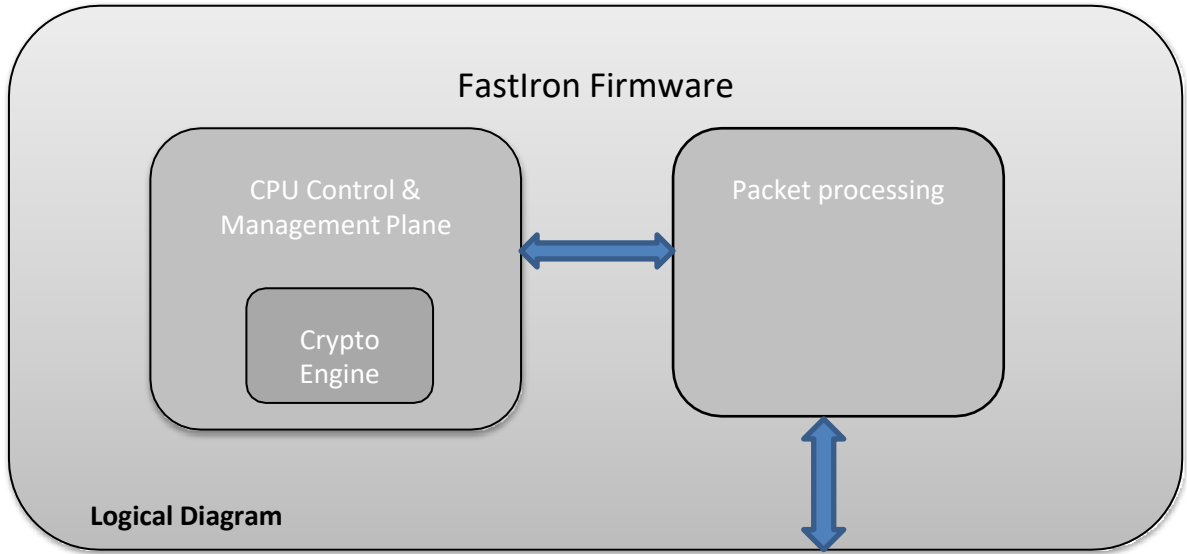 FastIron Firmware
CPU Control &
Management Plane
Packet processing
Crypto
Engine
Logical Diagram